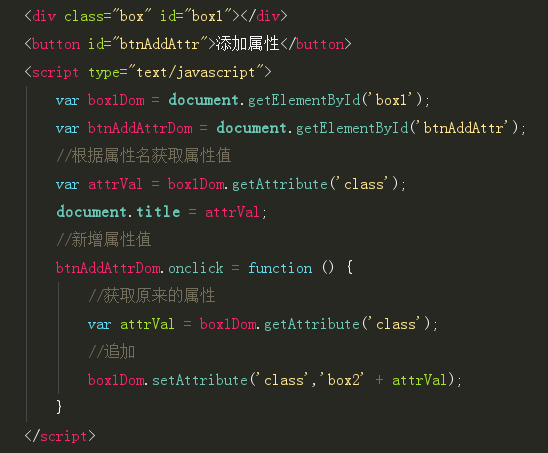 <div class="box" id="box1"></div>
<button id="btnAddAttr">添加属性</button>
<script type="text/javascript">
var box1Dom = document.getElementById('box1');
var btnAddAttrDom = document.getElementById('btnAddAttr');
//根据属性名获取属性值
var attrVal = box1Dom.getAttribute('class');
document.title = attrVal;
//新增属性值
btnAddAttrDom.onclick = function () {
//获取原来的属性
var attrVal = box1Dom.getAttribute('class');
//追加
box1Dom.setAttribute('class','box2' + attrVal);
}
</script>